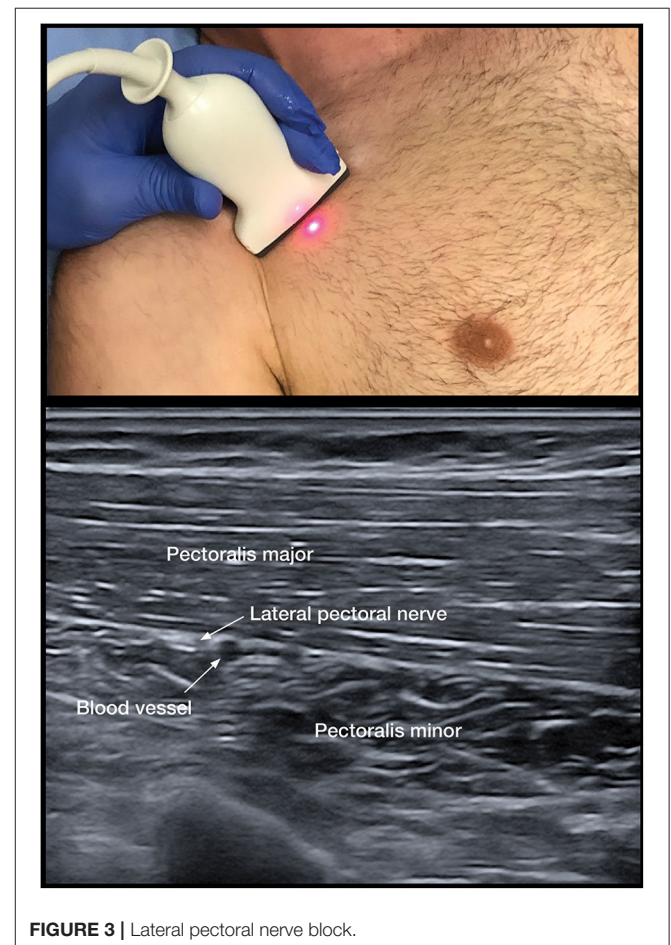 Pectoralis major
Lateral pectoral nerve
Blood vessel
Pectoralis minor
FIGURE 3 | Lateral pectoral nerve block.